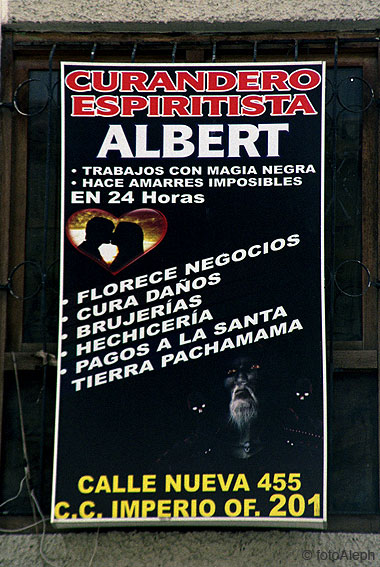 CURANDERO
ESPIRITISTA
ALBERT
• TRABAJOS CON MAGIA NEGRA
• HACE AMARRES IMPOSIBLES
EN 24 Horas
• FLORECE NEGOCIOS
• CURA DAÑOS
• BRUJERÍAS
• HECHICERÍA
• PAGOS A LA SANTA
TIERRA PACHAMAMA
CALLE NUEVA 455
C.C. IMPERIO OF. 201
© fotoAleph